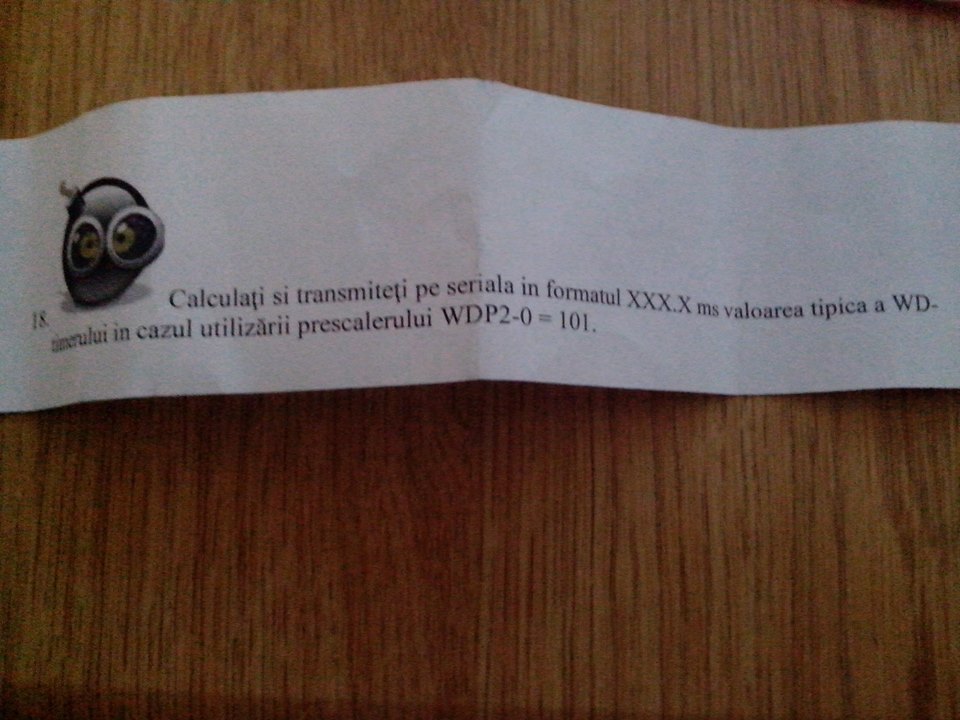 18. Calculaţi si transmiteţi pe seriala in formatul XXX.X ms valoarea tipica a WD-
timerului in cazul utilizării prescalerului WDP2-0 = 101.